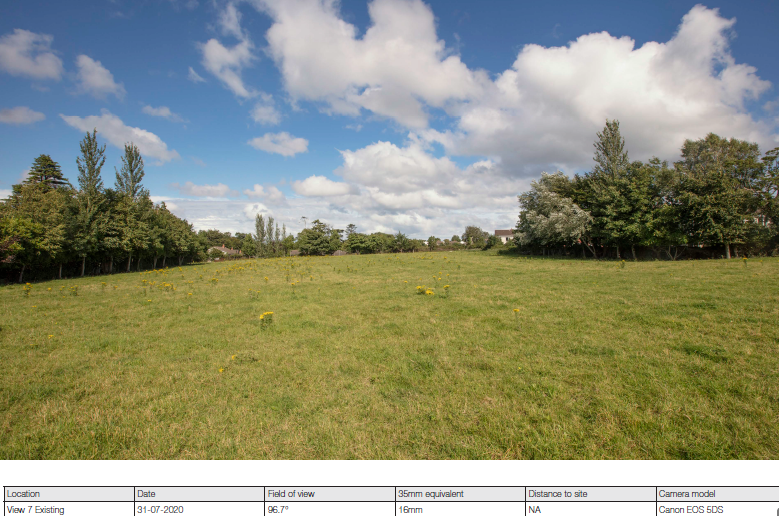 Location Date Field of view 35mm equivalent Distance to site Camera model
View 7 Existing 31-07-2020 96.7° 16mm NA Canon EOS 5DS